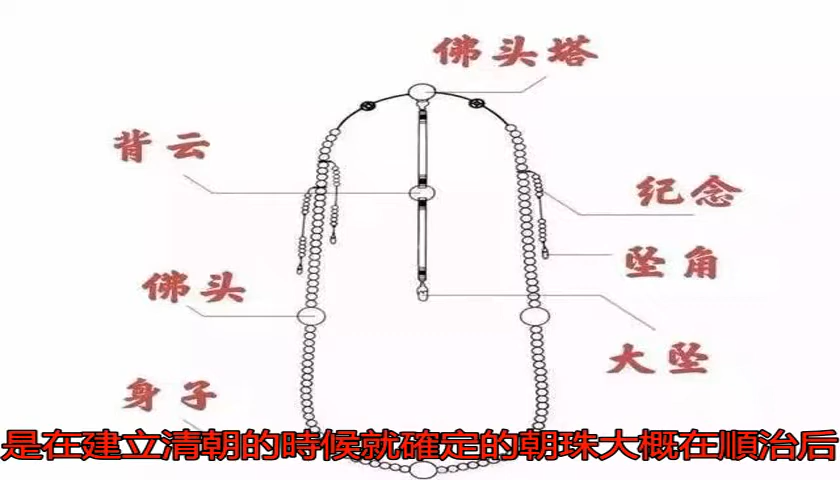 佛头塔
背云
纪念
坠角
佛头
大坠
身子
是在建立清朝的時候就確定的朝珠大概在順治后